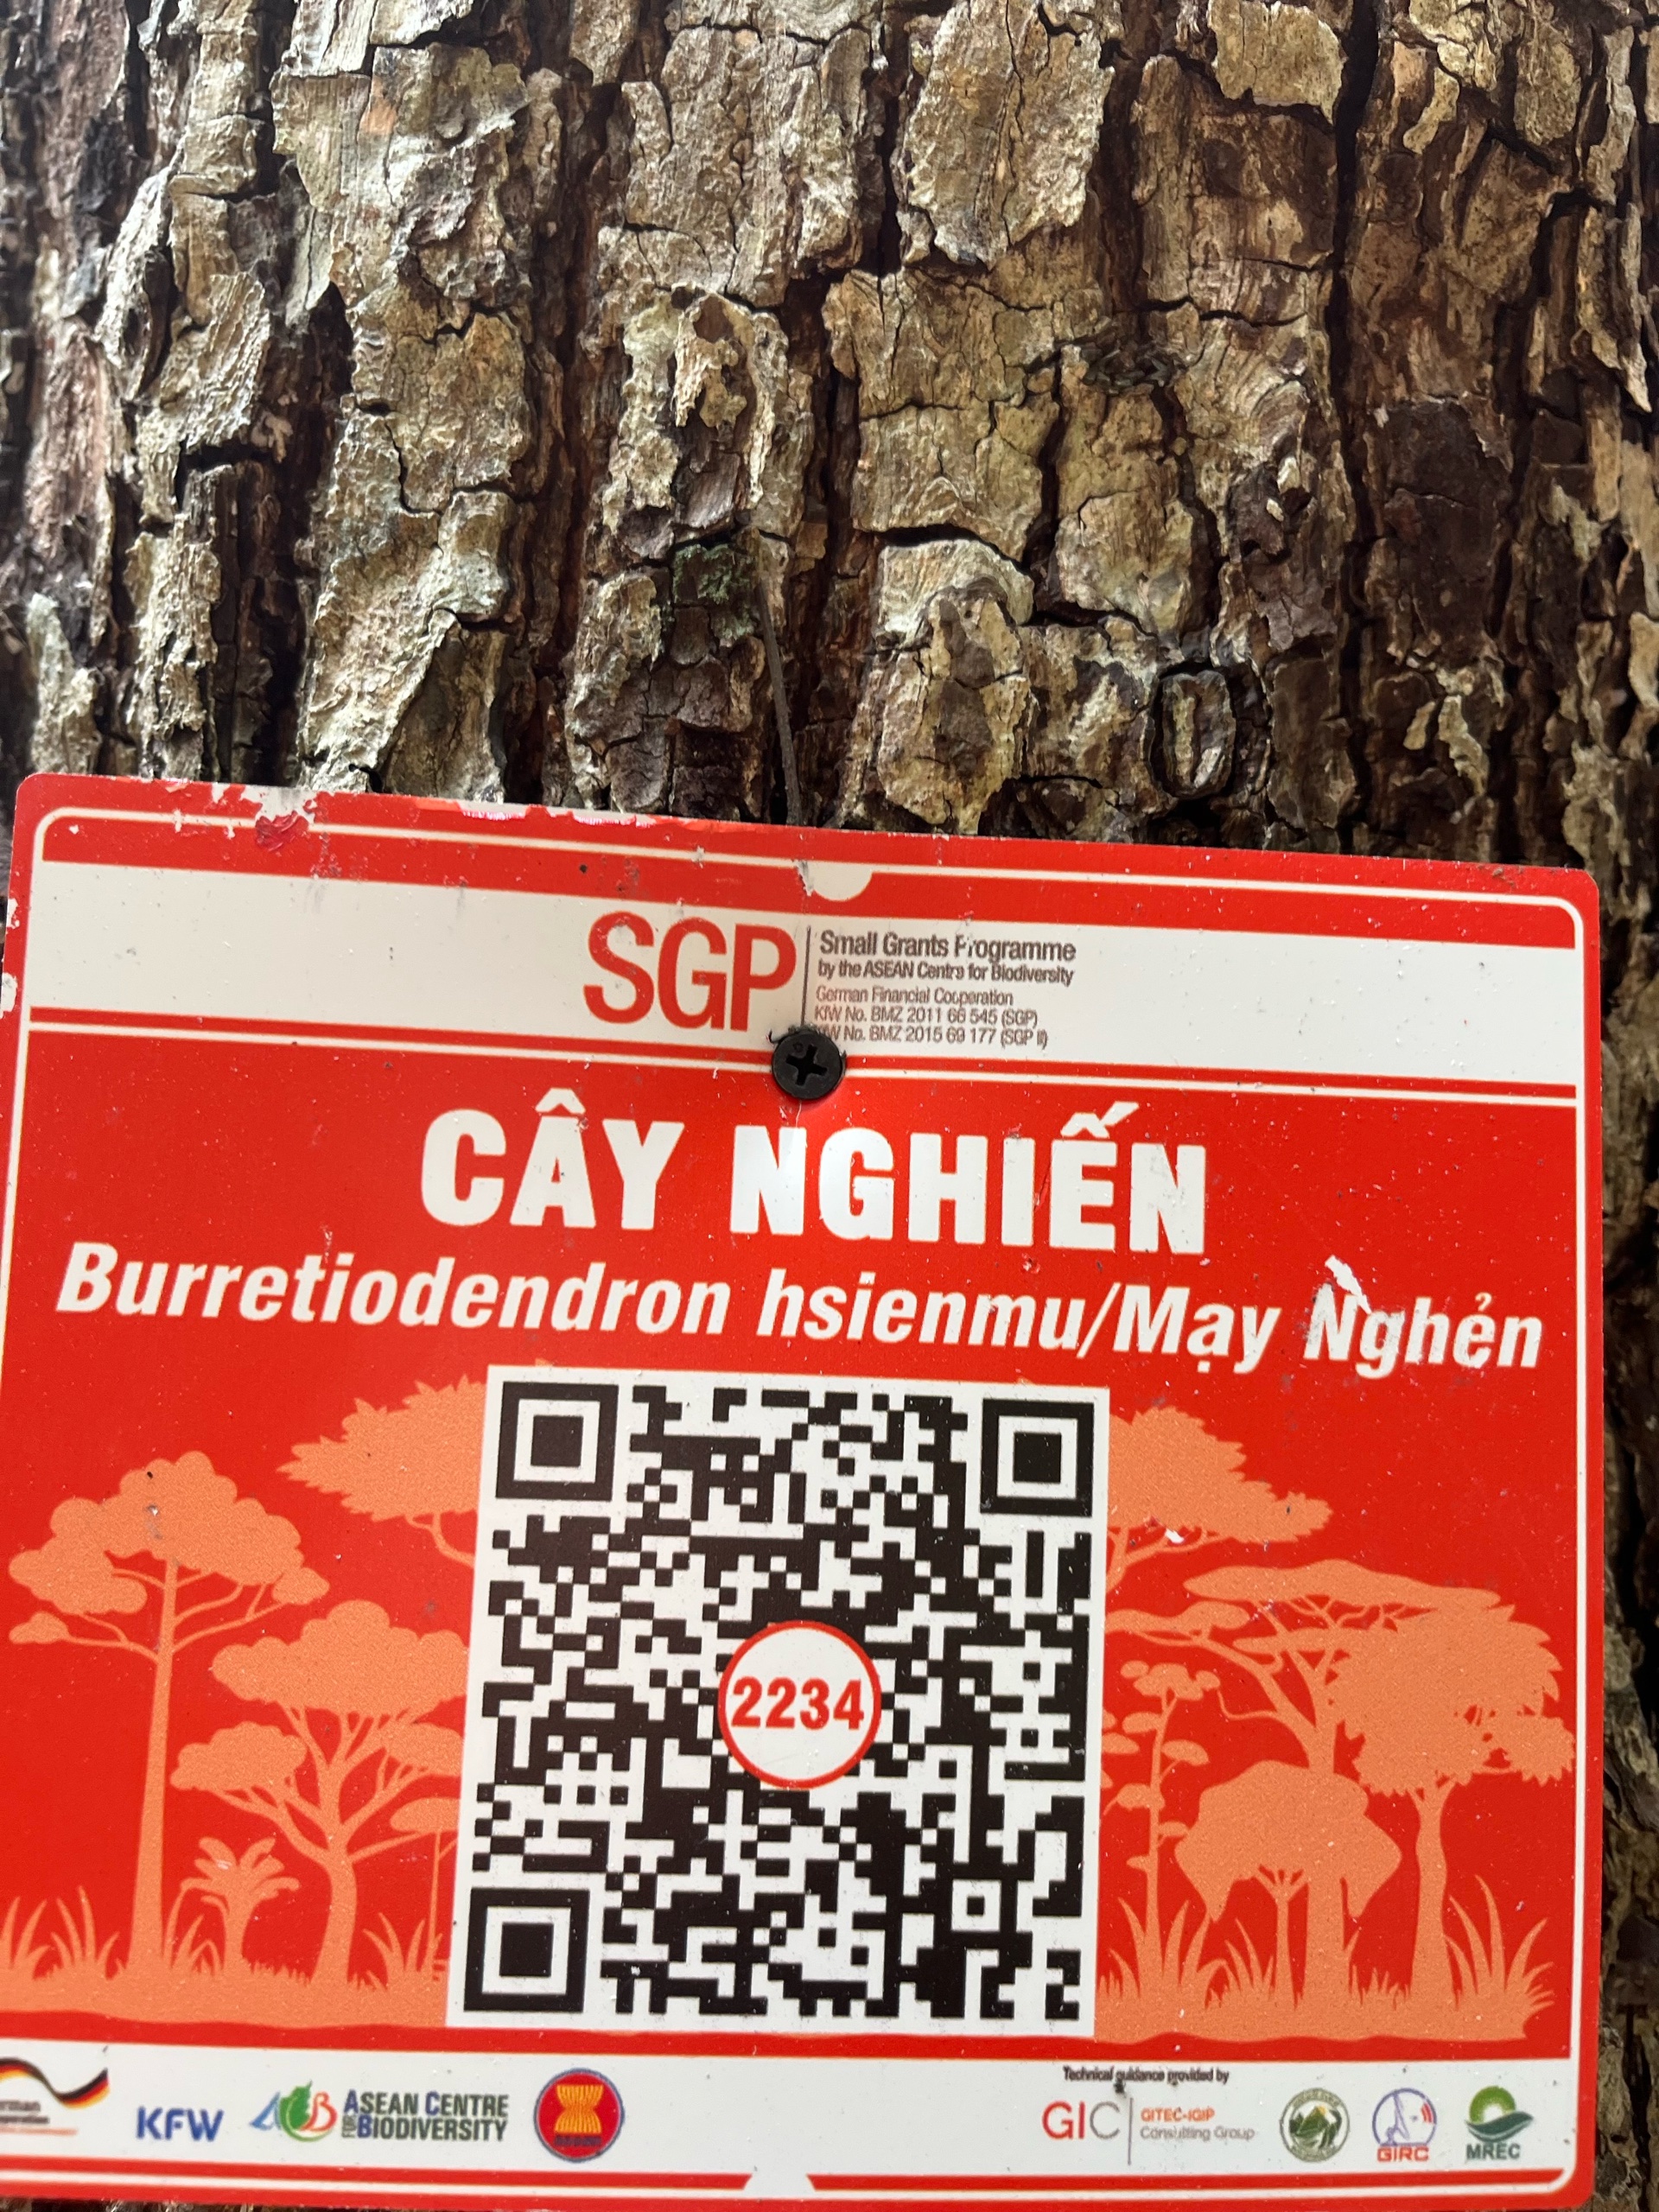 SGP
Small Grants Programme
by the ASEAN Centre for Biodiversity
German Financial Cooperation
KfW No. BMZ 2011 66 545 (SGP)
No. BMZ 2015 69 177 (SGP II)
CÂY NGHIẾN
Burretiodendron hsienmu/Mạy Nghẻn
2234
KFW
ACB
ASEAN CENTRE
FOR BIODIVERSITY
Technical guidance provided by
GIC
GITEC-IGIP
Consulting Group
GIRC
MREC